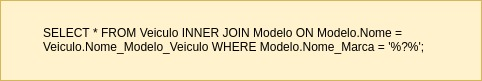 SELECT * FROM Veiculo INNER JOIN Modelo ON Modelo.Nome =
Veiculo.Nome_Modelo_Veiculo WHERE Modelo.Nome_Marca = '%?%';